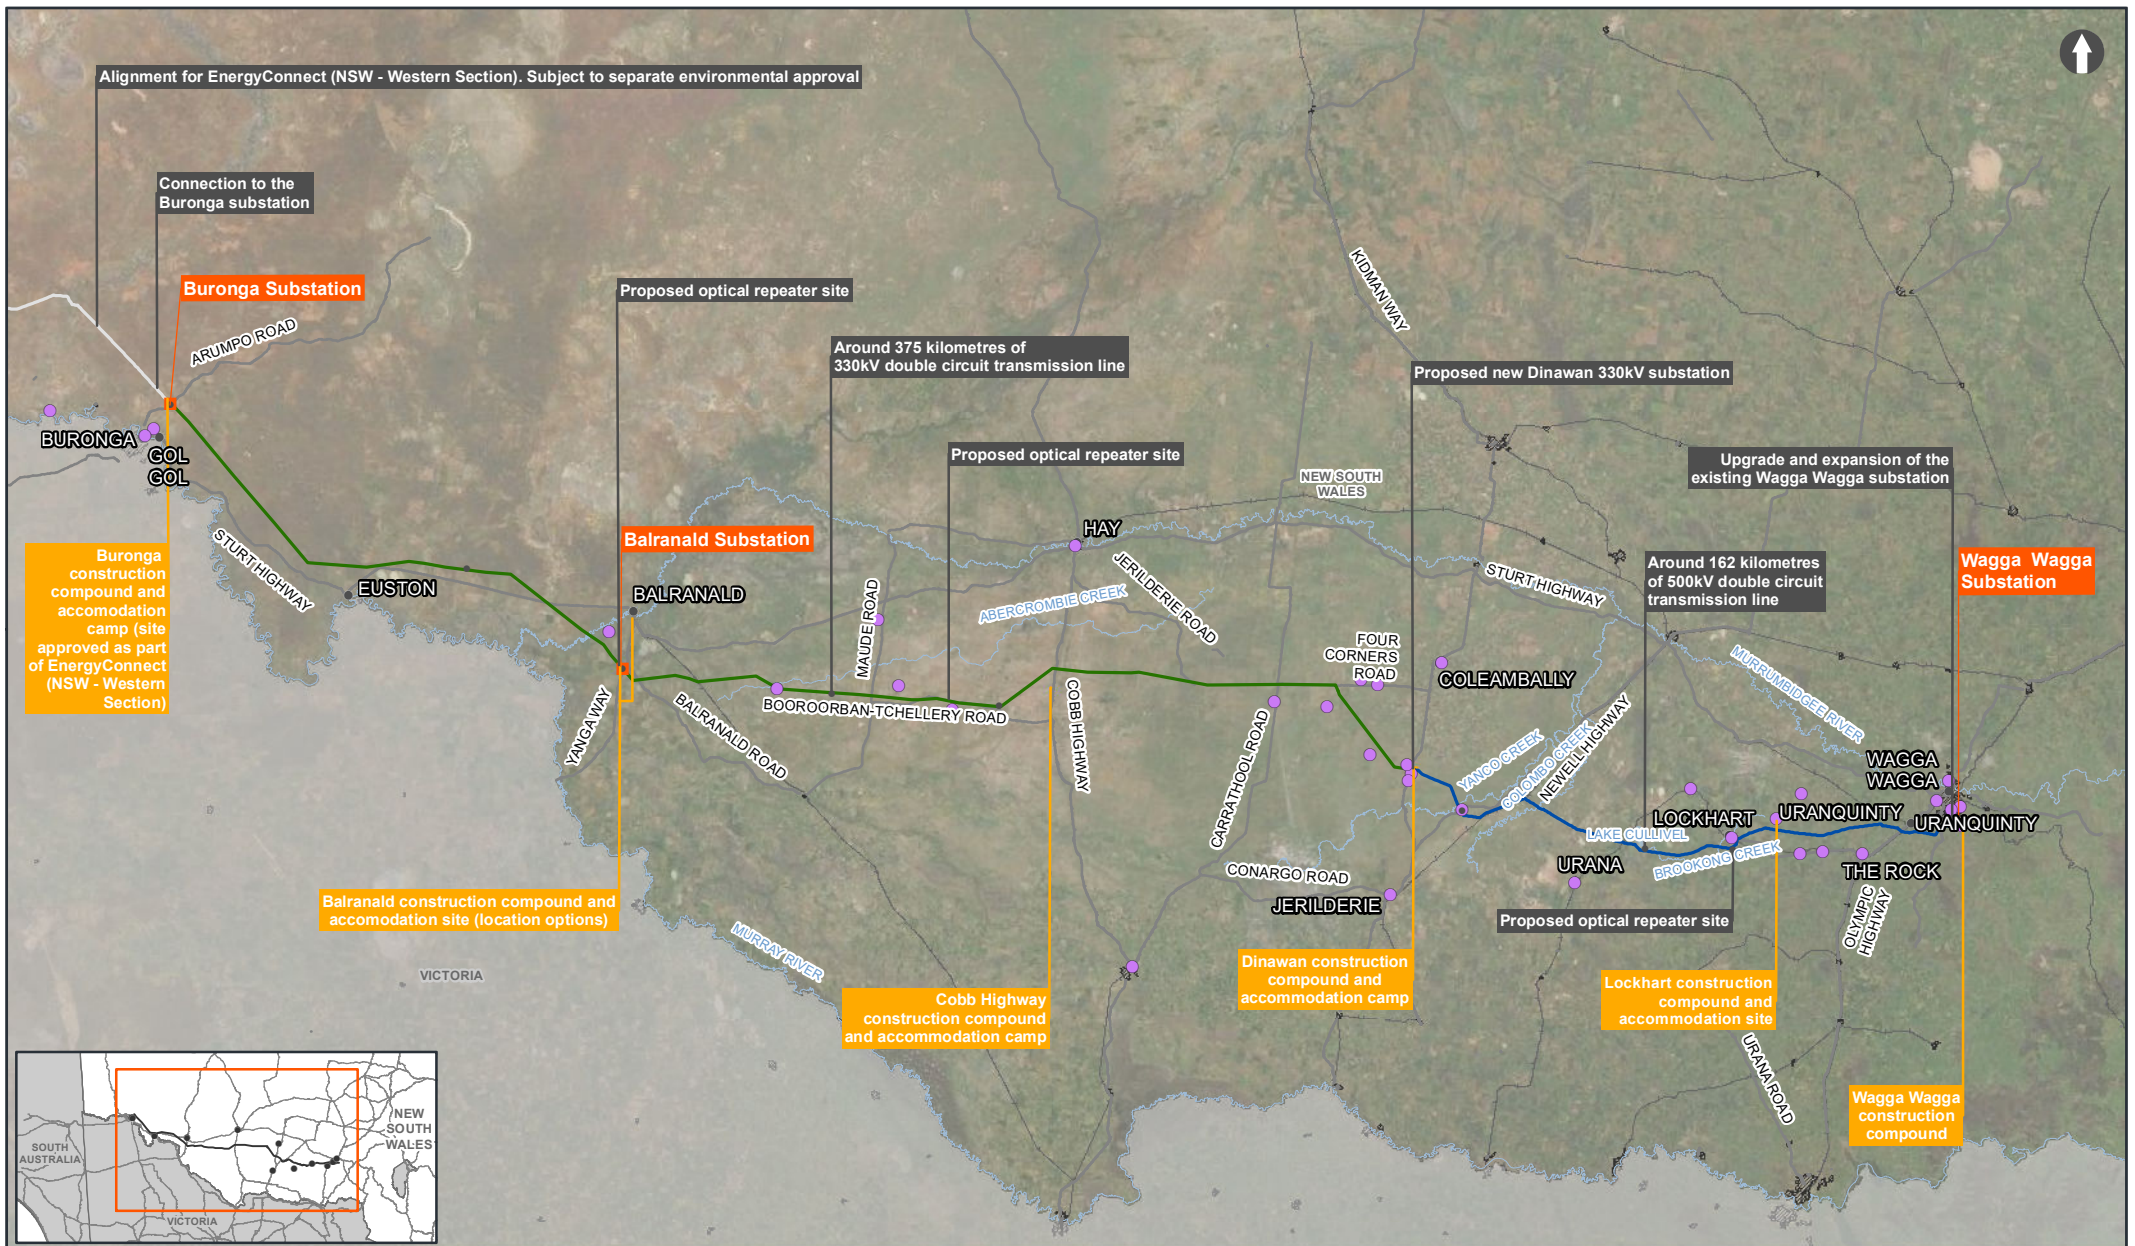 Alignment for EnergyConnect (NSW - Western Section). Subject to separate environmental approval
Connection to the
Buronga substation
Buronga Substation
ARUMPO ROAD
Proposed optical repeater site
Around 375 kilometres of
330kV double circuit transmission line
KIDMAN WAY
Proposed new Dinawan 330kV substation
BURONGA
GOL
GOL
Proposed optical repeater site
NEW SOUTH
WALES
Upgrade and expansion of the
existing Wagga Wagga substation
Buronga
construction
compound and
accomodation
camp (site
approved as part
of EnergyConnect
(NSW - Western
Section)
STURT HIGHWAY
EUSTON
Balranald Substation
BALRANALD
HAY
MAUDE ROAD
ABERCROMBIE CREEK
JERILDERIE ROAD
STURT HIGHWAY
Around 162 kilometres
of 500kV double circuit
transmission line
Wagga Wagga
Substation
FOUR
CORNERS
ROAD
COLEAMBALLY
MURRUMBIDGEE RIVER
YANGA WAY
BALRANALD ROAD
BOOROORBAN-TCHELLERY ROAD
COBB HIGHWAY
CARRATHOOL ROAD
YANCO CREEK
COLOMBO CREEK
NEWELL HIGHWAY
WAGGA
WAGGA
LOCKHART
URANQUINTY
URANQUINTY
LAKE CULLIVEL
BROOKONG CREEK
URANA
THE ROCK
CONARGO ROAD
JERILDERIE
OLYMPIC
HIGHWAY
Proposed optical repeater site
Balranald construction compound and
accomodation site (location options)
MURRAY RIVER
VICTORIA
Cobb Highway
construction compound
and accommodation camp
Dinawan construction
compound and
accommodation camp
Lockhart construction
compound and
accommodation site
URANA ROAD
Wagga Wagga
construction
compound
SOUTH
AUSTRALIA
NEW
SOUTH
WALES
VICTORIA